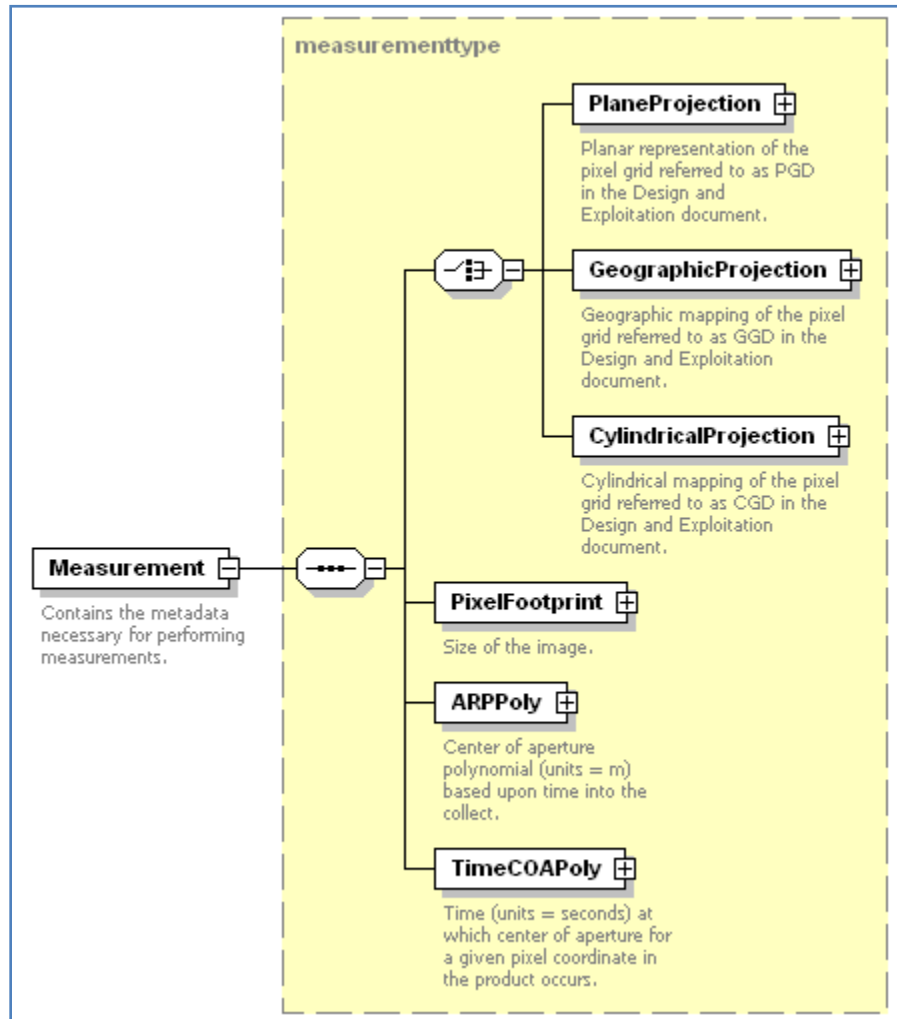 measurementtype
PlaneProjection
Planar representation of the
pixel grid referred to as PGD
in the Design and
Exploitation document.
GeographicProjection
Geographic mapping of the pixel
grid referred to as GGD in the
Design and Exploitation
document.
CylindricalProjection
Cylindrical mapping of the pixel
grid referred to as CGD in the
Design and Exploitation
document.
Measurement
Contains the metadada
necessary for performing
measurements.
PixelFootprint
Size of the image.
ARPPoly
Center of aperture
polynomial (units = m)
based upon time into the
collect.
TimeCOAPoly
Time (units = seconds) at
which center of aperture for
a given pixel coordinate in
the product occurs.